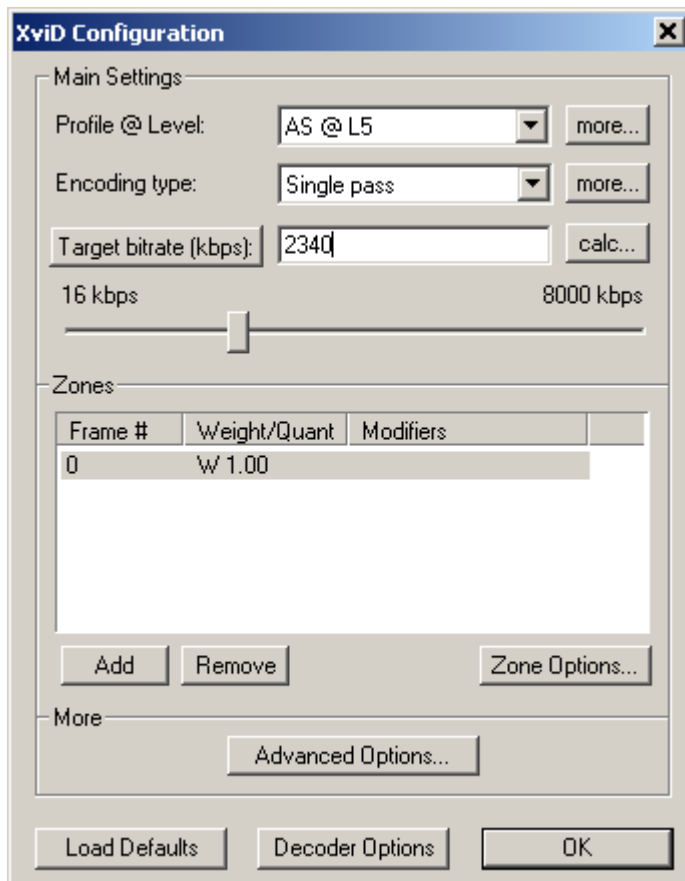 XviD Configuration
Main Settings
Profile @ Level: AS @ L5 more...
Encoding type: Single pass more...
Target bitrate (kbps): 2340 calc...
16 kbps 8000 kbps
Zones
Frame # Weight/Quant Modifiers
0 W 1.00
Add Remove Zone Options...
More
Advanced Options...
Load Defaults Decoder Options OK